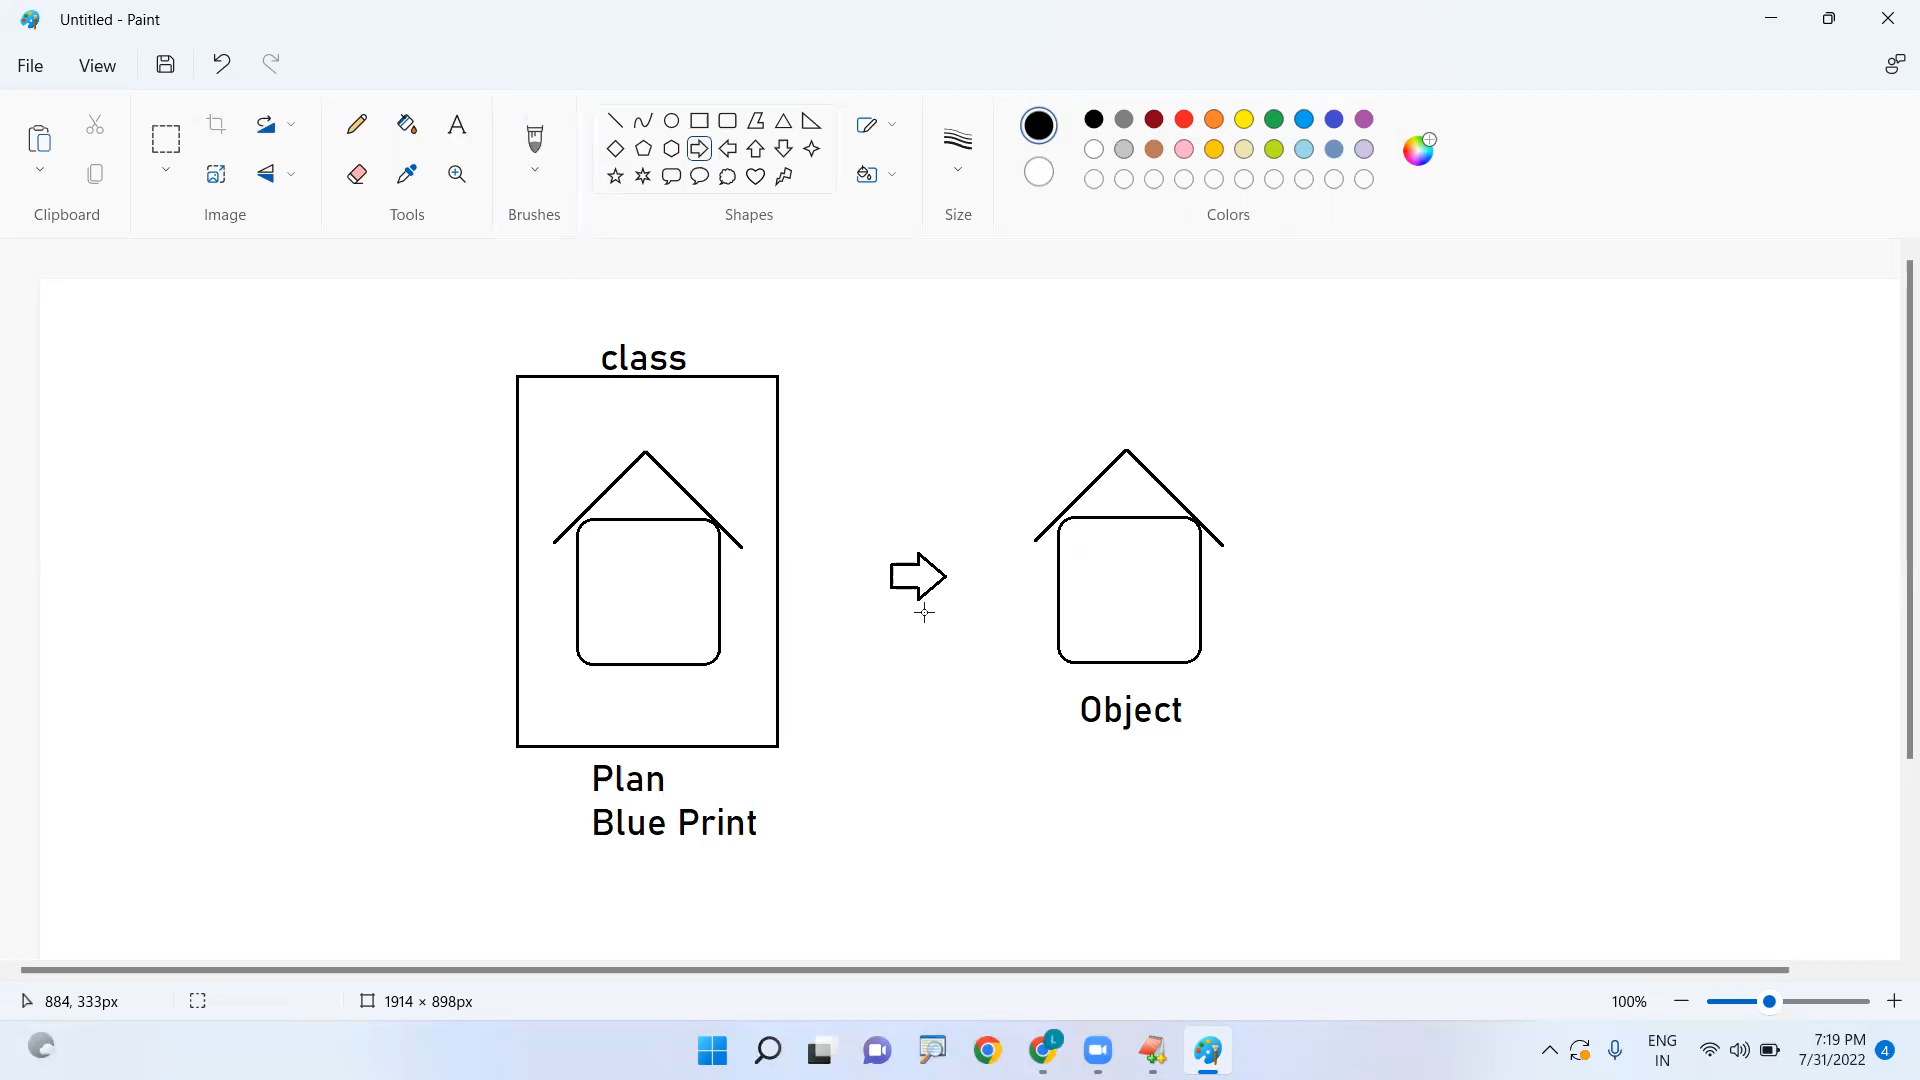 Untitled - Paint
File View
Clipboard Image Tools Brushes Shapes Size Colors
class
Object
Plan
Blue Print
884, 333px 1914 × 898px 100%
L
ENG
IN
7:19 PM
7/31/2022
4